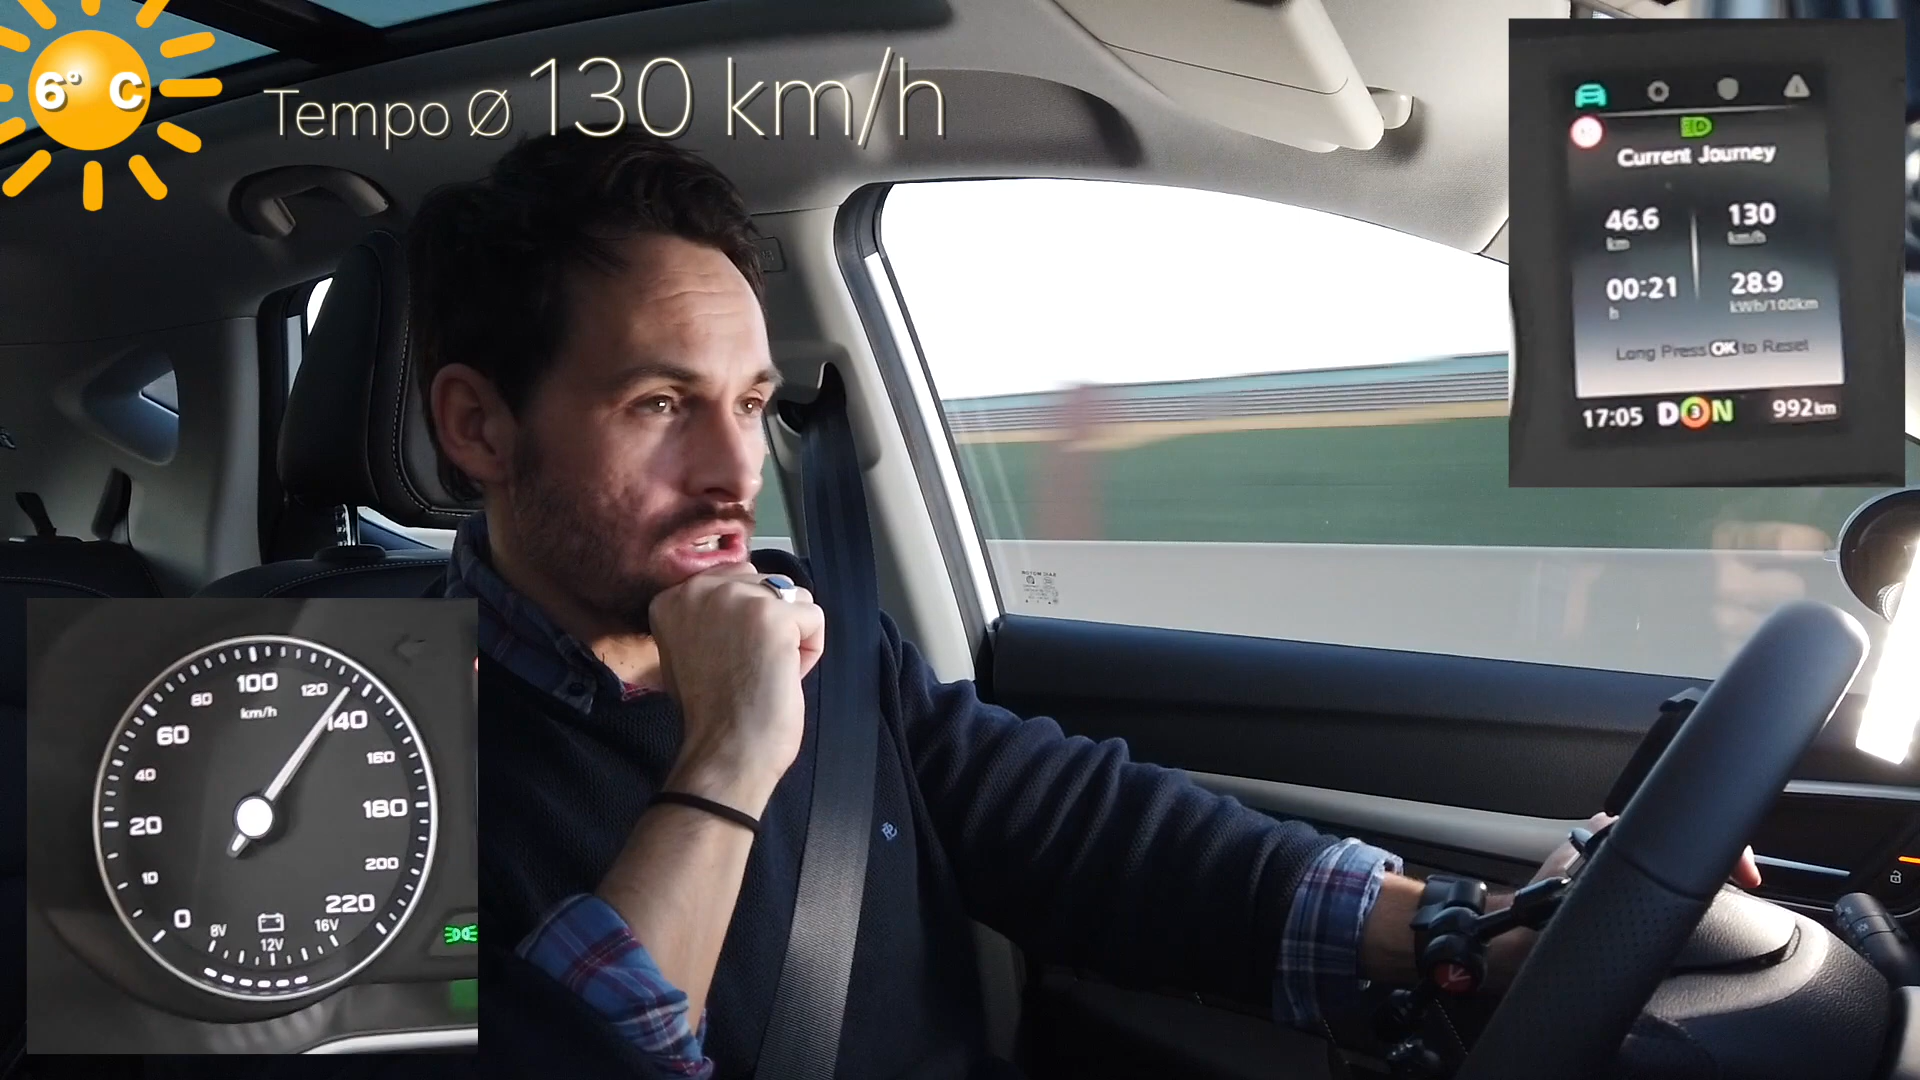 6° C
Tempo Ø 130 km/h
Current Journey
46.6 130
km km/h
00:21 28.9
h kWh/100km
Long Press OK to Reset
17:05 D 3 N 992 km
100
80 120
km/h
60 140
40 160
20 180
10 200
0 220
8V 12V 16V